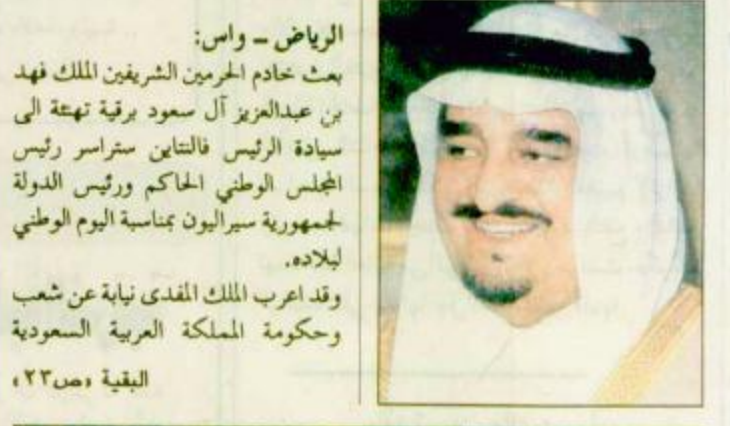 الرياض ـ واس:
بعث خادم الحرمين الشريفين الملك فهد
بن عبدالعزيز آل سعود برقية تهنئة الى
سيادة الرئيس فالنتاين ستراسر رئيس
المجلس الوطني الحاكم ورئيس الدولة
لجمهورية سيراليون بمناسبة اليوم الوطني
لبلاده.
وقد اعرب الملك المفدى نيابة عن شعب
وحكومة المملكة العربية السعودية
البقية «ص٢٣»